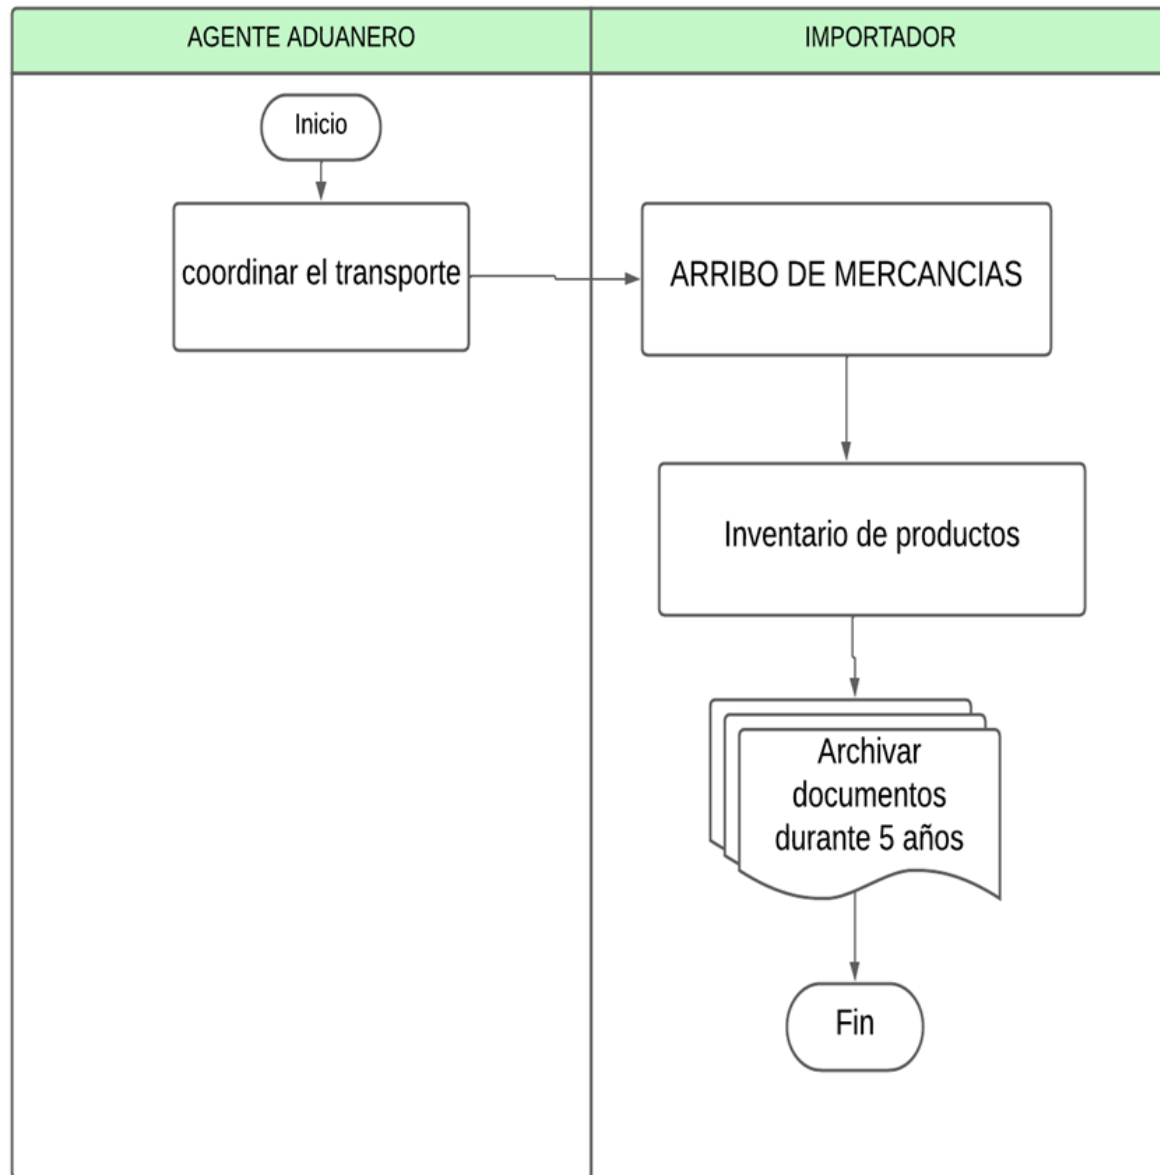 AGENTE ADUANERO
IMPORTADOR
Inicio
coordinar el transporte
ARRIBO DE MERCANCIAS
Inventario de productos
Archivar
documentos
durante 5 años
Fin